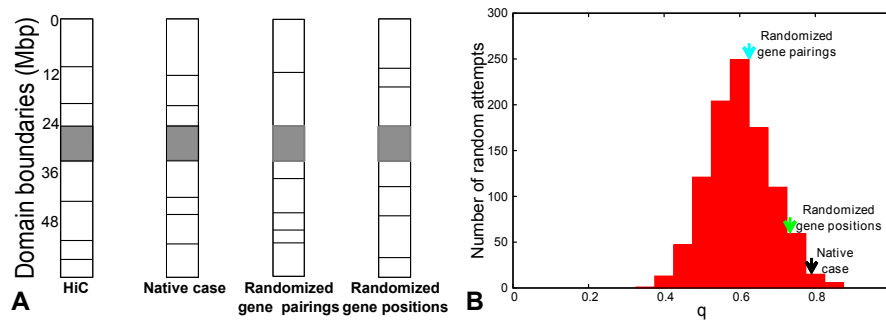 Domain boundaries (Mbp)
0
12
24
36
48
HiC
Native case
Randomized
gene pairings
Randomized
gene positions
A
Number of random attempts
300
250
200
150
100
50
0
0
0.2
0.4
0.6
0.8
q
Randomized
gene pairings
Randomized
gene positions
Native
case
B